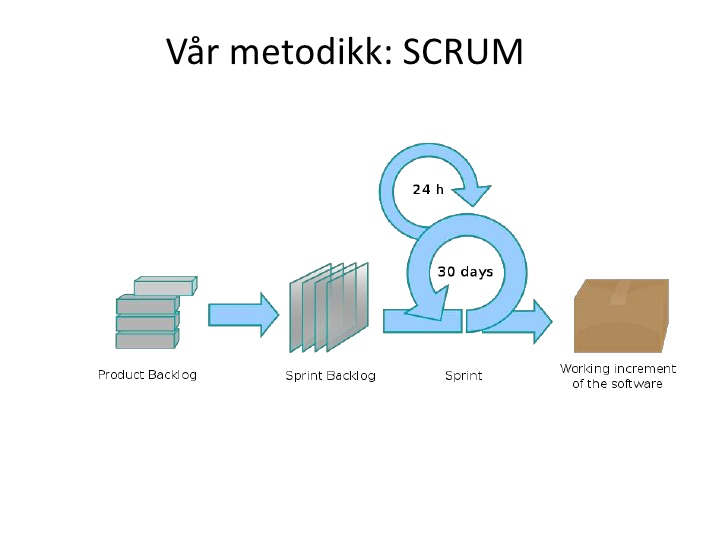 Vår metodikk: SCRUM
24 h
30 days
Product Backlog
Sprint Backlog
Sprint
Working increment
of the software